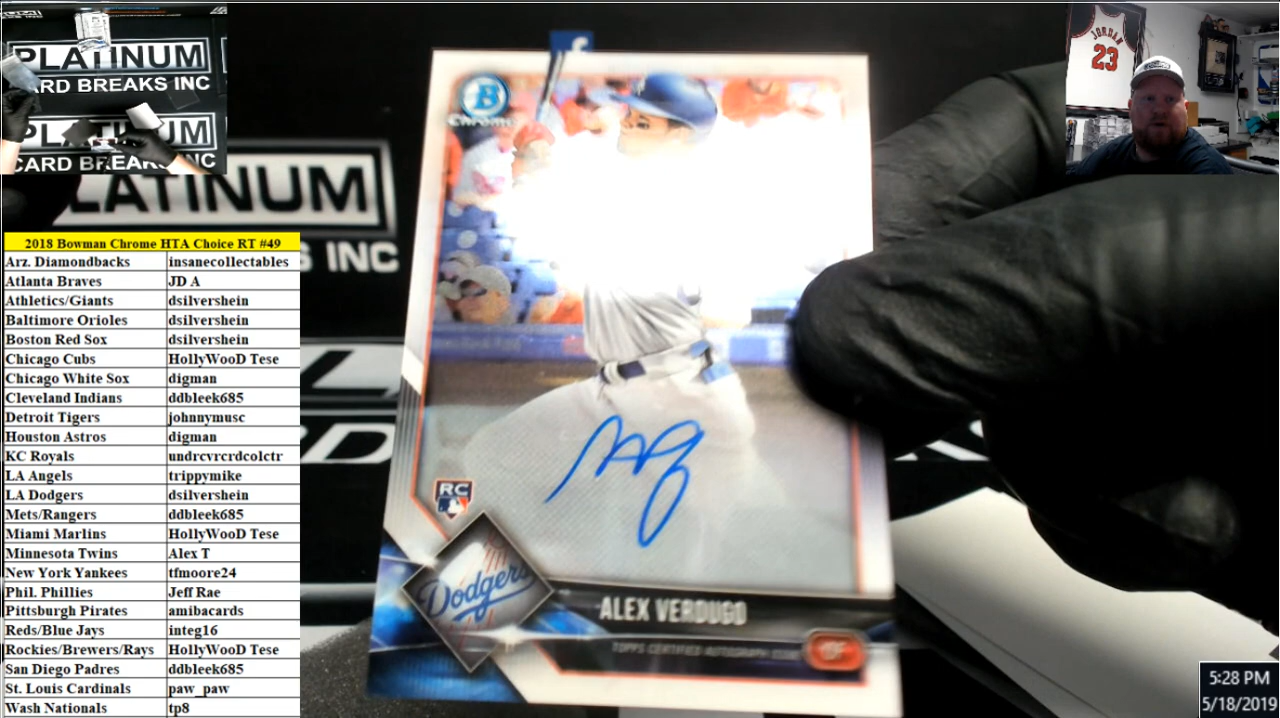 PLATINUM
ARD BREAKS INC
PLATINUM
CARD BREAKS INC
LATINUM
S INC
JORDAN
23
f
B
Chrome
2018 Bowman Chrome HTA Choice RT #49
Arz. Diamondbacks insanecollectables
Atlanta Braves JD A
Athletics/Giants dsilvershein
Baltimore Orioles dsilvershein
Boston Red Sox dsilvershein
Chicago Cubs HollyWooD Tese
Chicago White Sox digman
Cleveland Indians ddbleek685
Detroit Tigers johnnymusc
Houston Astros digman
KC Royals undrcvrcrdcolctr
LA Angels trippymike
LA Dodgers dsilvershein
Mets/Rangers ddbleek685
Miami Marlins HollyWooD Tese
Minnesota Twins Alex T
New York Yankees tfmoore24
Phil. Phillies Jeff Rae
Pittsburgh Pirates amibacards
Reds/Blue Jays integ16
Rockies/Brewers/Rays HollyWooD Tese
San Diego Padres ddbleek685
St. Louis Cardinals paw_paw
Wash Nationals tp8
RC
Dodgers
ALEX VERDUGO
TOPPS CERTIFIED AUTOGRAPH ISSUE
OF
5:28 PM
5/18/2019